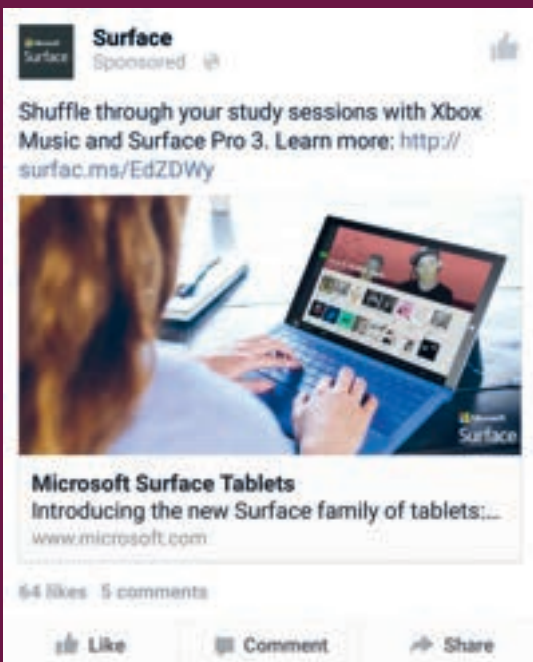 Microsoft
Surface
Surface
Sponsored
Shuffle through your study sessions with Xbox
Music and Surface Pro 3. Learn more: http://
surfac.ms/EdZDWy
Microsoft
Surface
Microsoft Surface Tablets
Introducing the new Surface family of tablets:...
www.microsoft.com
64 likes 5 comments
Like Comment Share